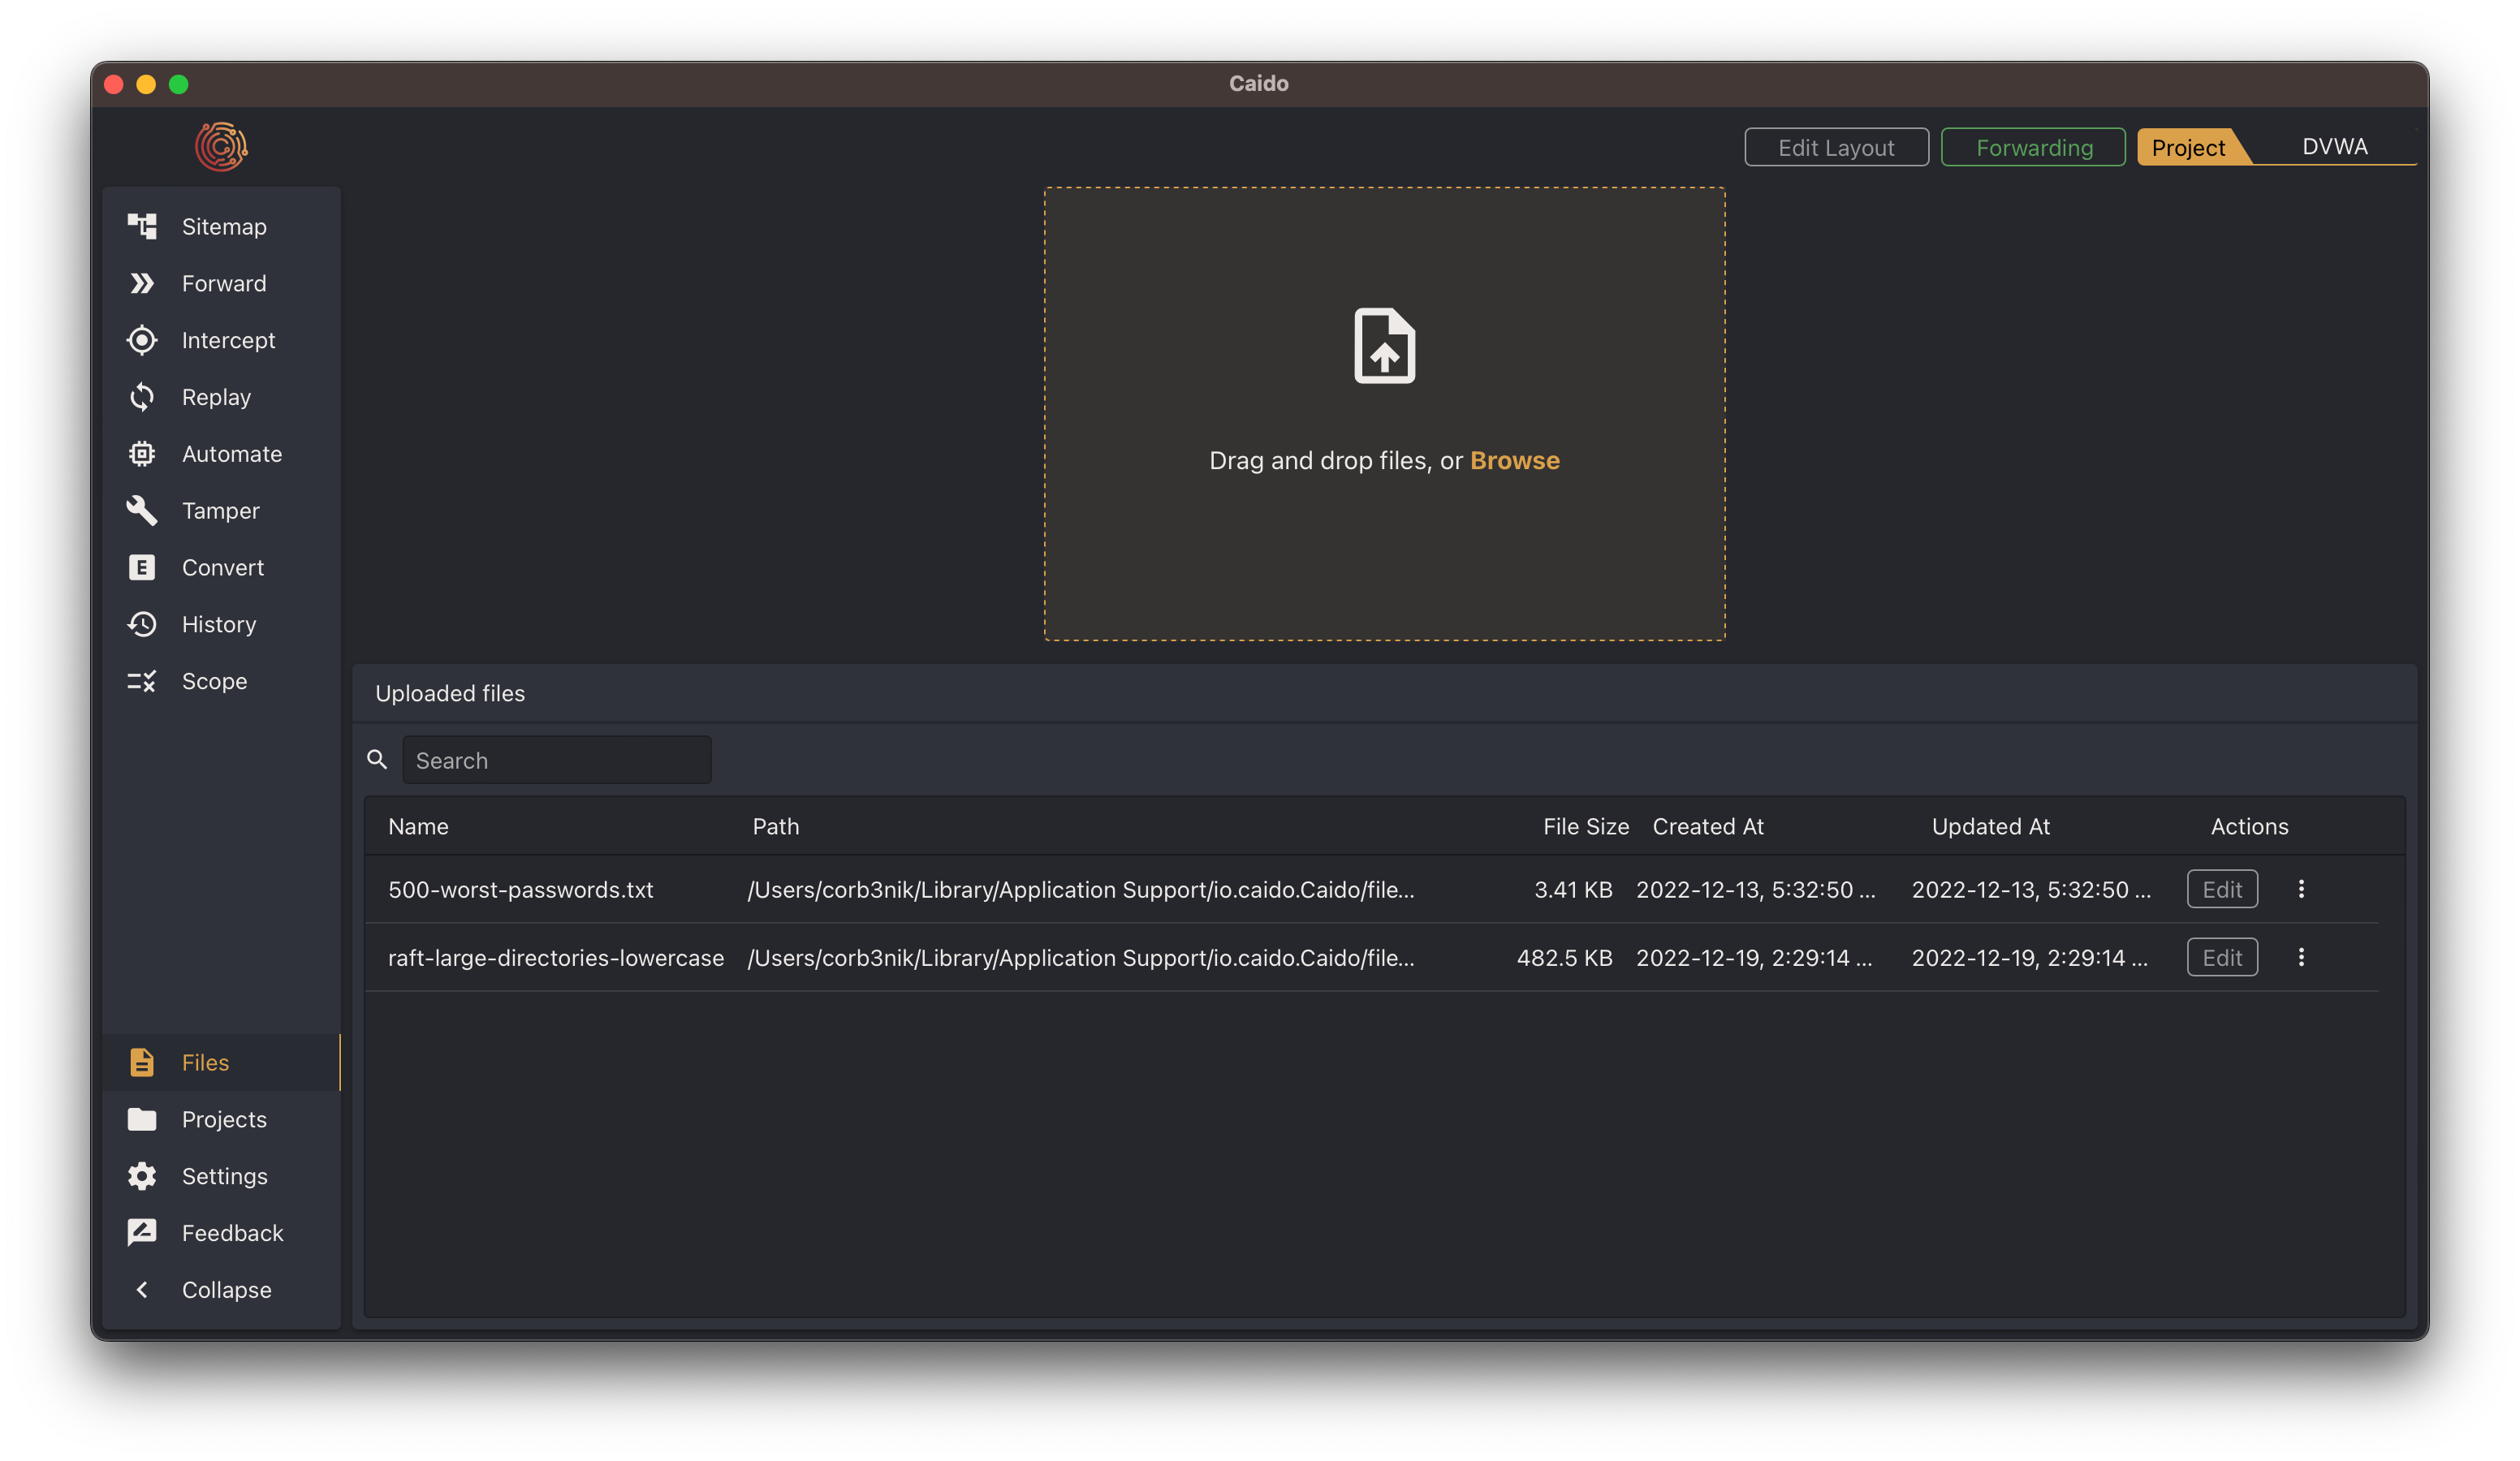 Caido
Edit Layout Forwarding Project DVWA
Sitemap
Forward
Intercept
Replay
Automate
Tamper
Convert
History
Scope
Files
Projects
Settings
Feedback
Collapse
Drag and drop files, or Browse
Uploaded files
Search
Name Path File Size Created At Updated At Actions
500-worst-passwords.txt /Users/corb3nik/Library/Application Support/io.caido.Caido/file... 3.41 KB 2022-12-13, 5:32:50 ... 2022-12-13, 5:32:50 ... Edit
raft-large-directories-lowercase /Users/corb3nik/Library/Application Support/io.caido.Caido/file... 482.5 KB 2022-12-19, 2:29:14 ... 2022-12-19, 2:29:14 ... Edit